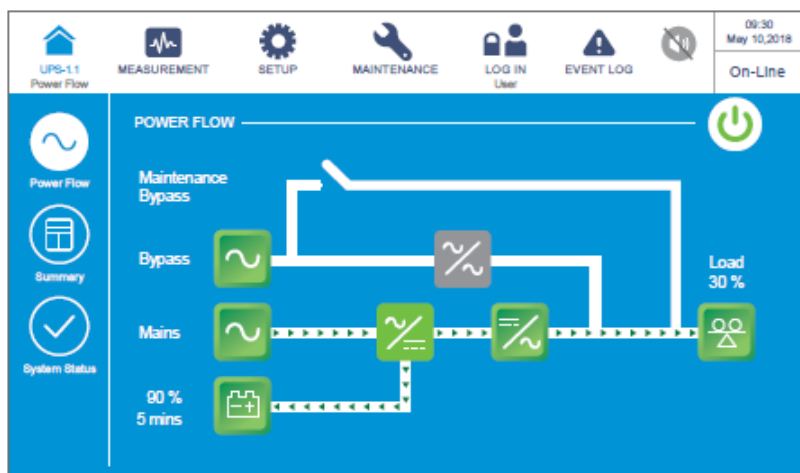 UPS-1.1
Power Flow
MEASUREMENT
SETUP
MAINTENANCE
LOG IN
User
EVENT LOG
09:30
May 10,2018
On-Line
POWER FLOW
Power Flow
Summary
System Status
Maintenance
Bypass
Bypass
Load
30 %
Mains
90 %
5 mins